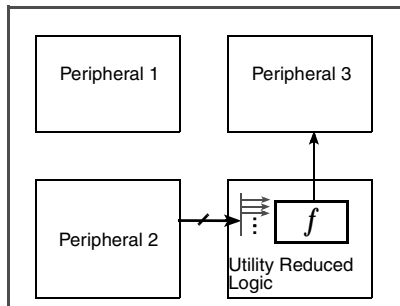 Peripheral 1
Peripheral 3
Peripheral 2
f
Utility Reduced
Logic